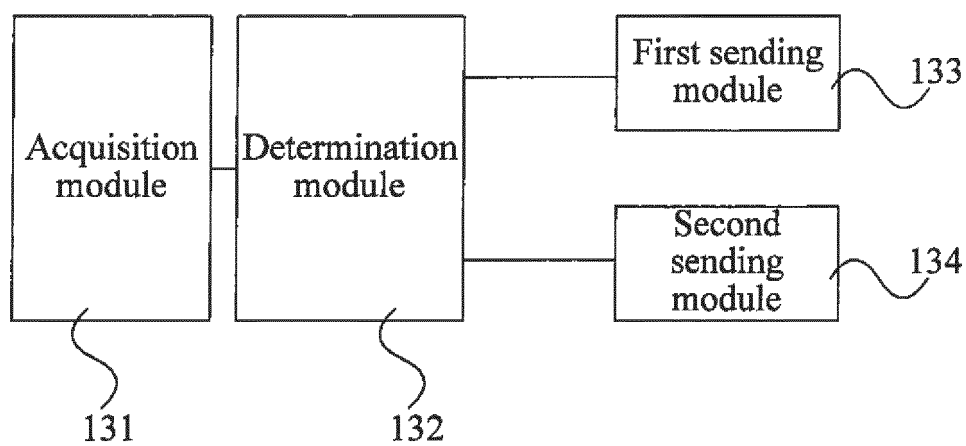 Acquisition
module
131
Determination
module
132
First sending
module
133
Second
sending
module
134